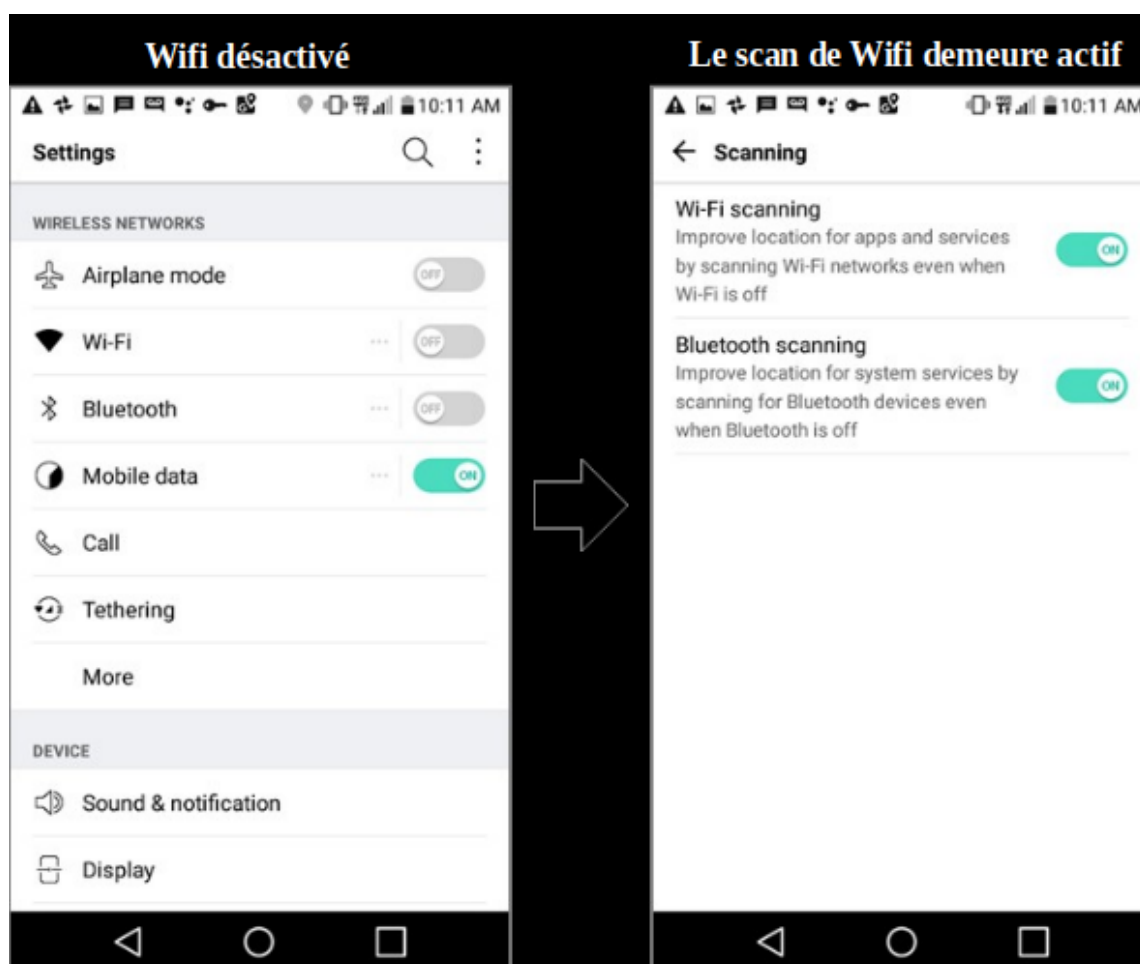 Wifi désactivé
10:11 AM
Settings
WIRELESS NETWORKS
Airplane mode
OFF
Wi-Fi
OFF
Bluetooth
OFF
Mobile data
ON
Call
Tethering
More
DEVICE
Sound & notification
Display
Le scan de Wifi demeure actif
10:11 AM
Scanning
Wi-Fi scanning
Improve location for apps and services
by scanning Wi-Fi networks even when
Wi-Fi is off
ON
Bluetooth scanning
Improve location for system services by
scanning for Bluetooth devices even
when Bluetooth is off
ON